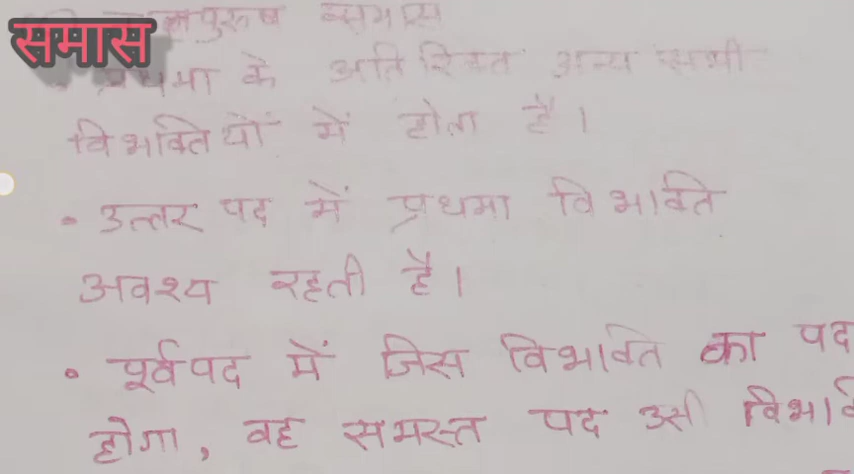 समास
तत्पुरुष समास
• प्रथमा के अतिरिक्त अन्य सभी
विभक्तियों में होता है।
• उत्तर पद में प्रथमा विभक्ति
अवश्य रहती है।
• पूर्वपद में जिस विभक्ति का पद
होगा, वह समस्त पद उसी